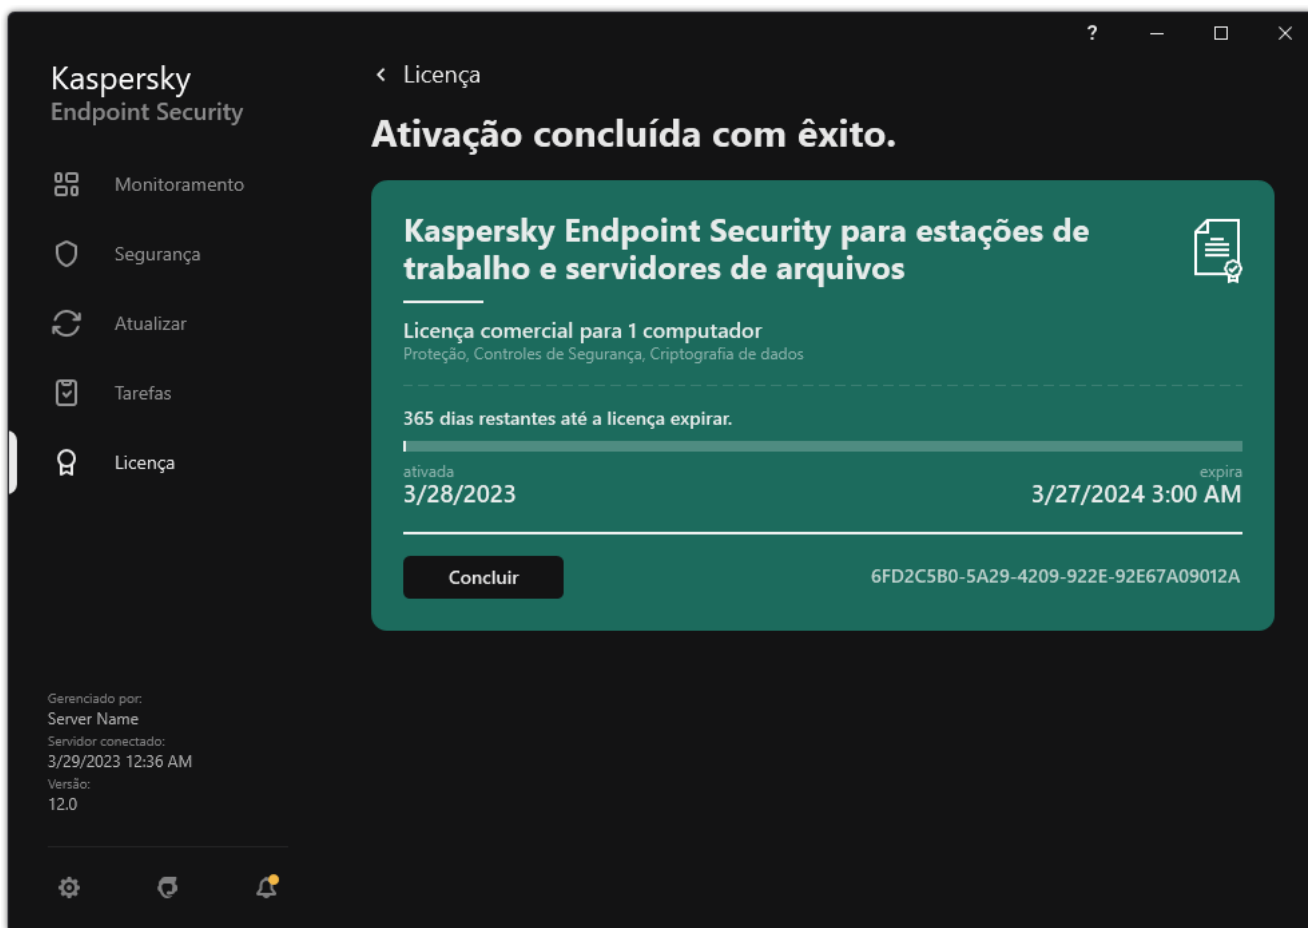 ?
Kaspersky
Endpoint Security
Monitoramento
Segurança
Atualizar
Tarefas
Licença
Gerenciado por:
Server Name
Servidor conectado:
3/29/2023 12:36 AM
Versão:
12.0
Licença
Ativação concluída com êxito.
Kaspersky Endpoint Security para estações de
trabalho e servidores de arquivos
Licença comercial para 1 computador
Proteção, Controles de Segurança, Criptografia de dados
365 dias restantes até a licença expirar.
ativada
3/28/2023
expira
3/27/2024 3:00 AM
Concluir
6FD2C5B0-5A29-4209-922E-92E67A09012A